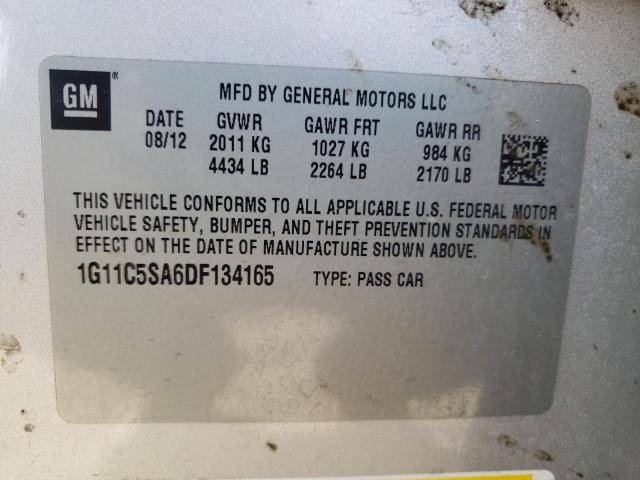 GM®
MFD BY GENERAL MOTORS LLC
DATE GVWR GAWR FRT GAWR RR
08/12 2011 KG 1027 KG 984 KG
4434 LB 2264 LB 2170 LB
THIS VEHICLE CONFORMS TO ALL APPLICABLE U.S. FEDERAL MOTOR
VEHICLE SAFETY, BUMPER, AND THEFT PREVENTION STANDARDS IN
EFFECT ON THE DATE OF MANUFACTURE SHOWN ABOVE.
1G11C5SA6DF134165 TYPE: PASS CAR